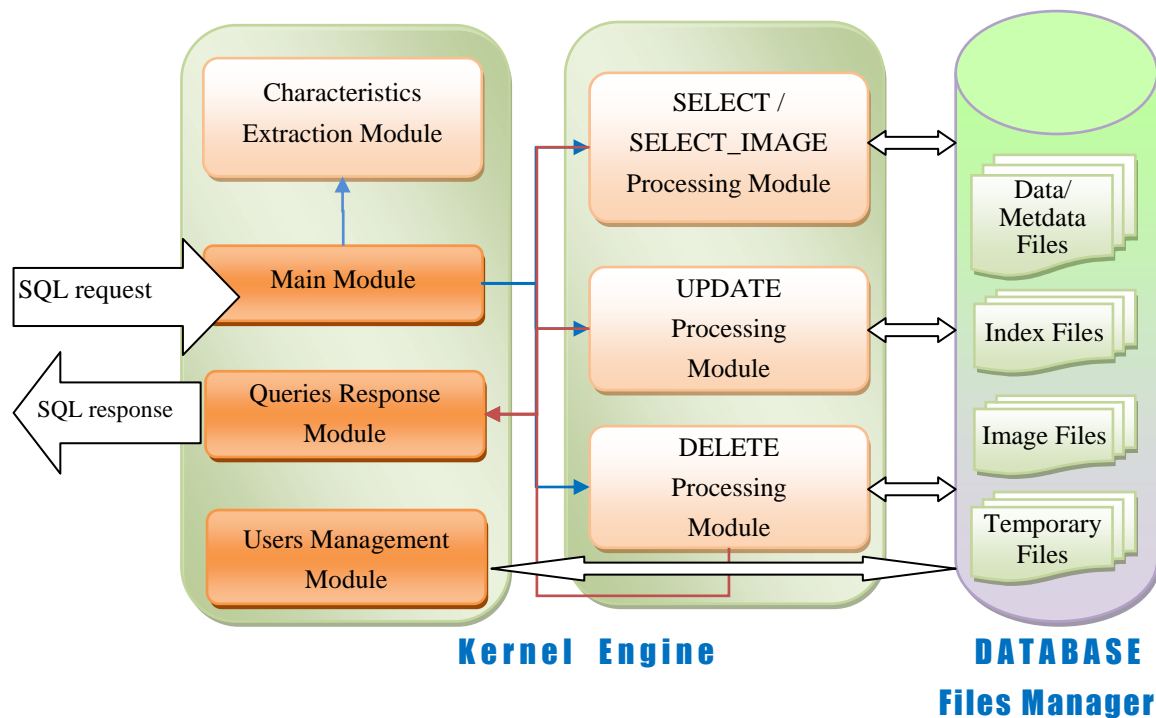 Characteristics
Extraction Module
SQL request
Main Module
SQL response
Queries Response
Module
Users Management
Module
SELECT /
SELECT_IMAGE
Processing Module
UPDATE
Processing
Module
DELETE
Processing
Module
Data/
Metdata
Files
Index Files
Image Files
Temporary
Files
Kernel Engine
DATABASE
Files Manager